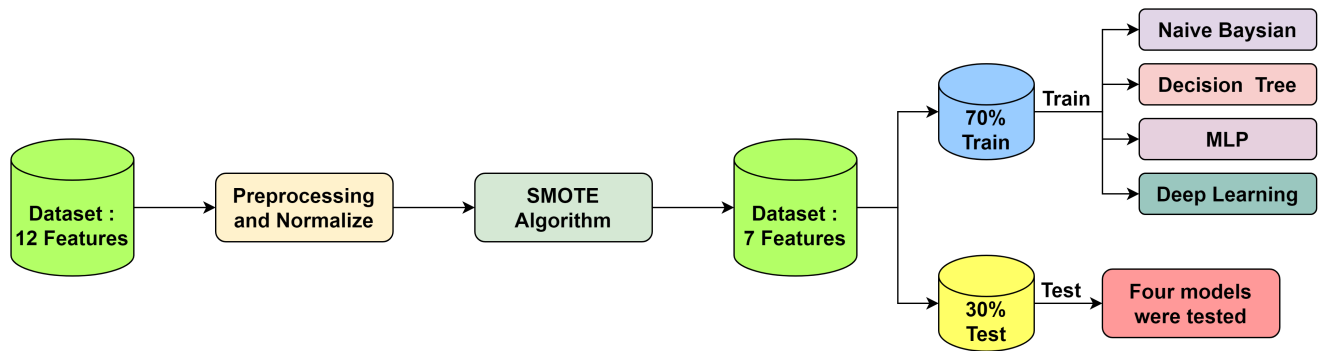 Dataset :
12 Features
Preprocessing
and Normalize
SMOTE
Algorithm
Dataset :
7 Features
70%
Train
Train
Naive Baysian
Decision Tree
MLP
Deep Learning
30%
Test
Test
Four models
were tested